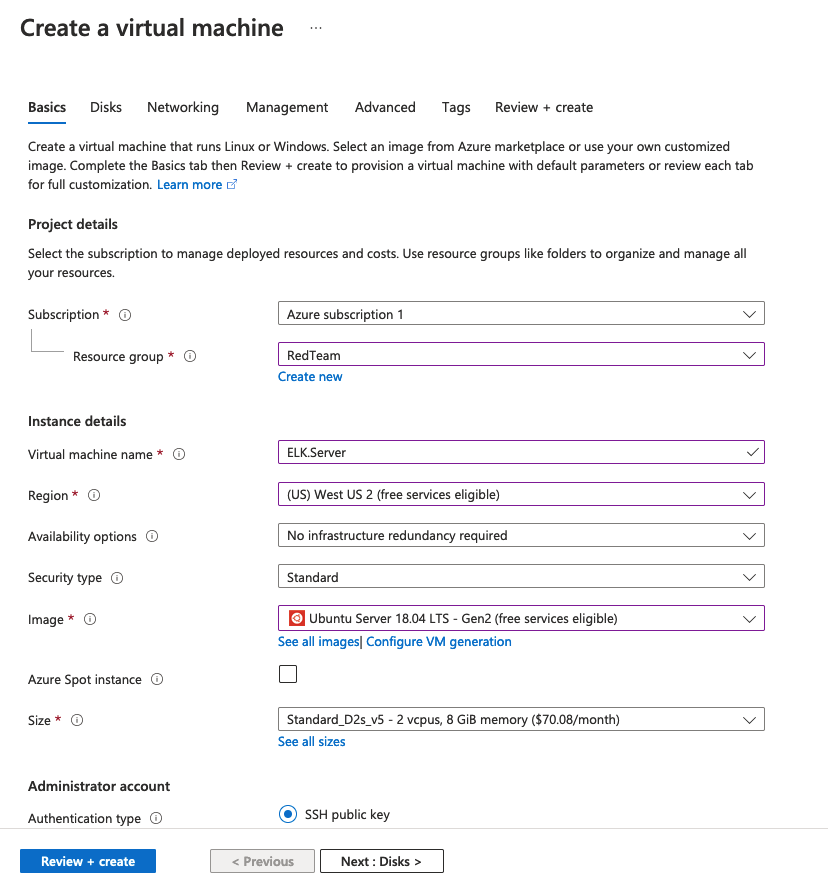 Create a virtual machine ...
Basics Disks Networking Management Advanced Tags Review + create
Create a virtual machine that runs Linux or Windows. Select an image from Azure marketplace or use your own customized
image. Complete the Basics tab then Review + create to provision a virtual machine with default parameters or review each tab
for full customization. Learn more
Project details
Select the subscription to manage deployed resources and costs. Use resource groups like folders to organize and manage all
your resources.
Subscription * Azure subscription 1
Resource group * RedTeam
Create new
Instance details
Virtual machine name * ELK.Server
Region * (US) West US 2 (free services eligible)
Availability options No infrastructure redundancy required
Security type Standard
Image * Ubuntu Server 18.04 LTS - Gen2 (free services eligible)
See all images| Configure VM generation
Azure Spot instance
Size * Standard_D2s_v5 - 2 vcpus, 8 GiB memory ($70.08/month)
See all sizes
Administrator account
Authentication type SSH public key
Review + create < Previous Next : Disks >